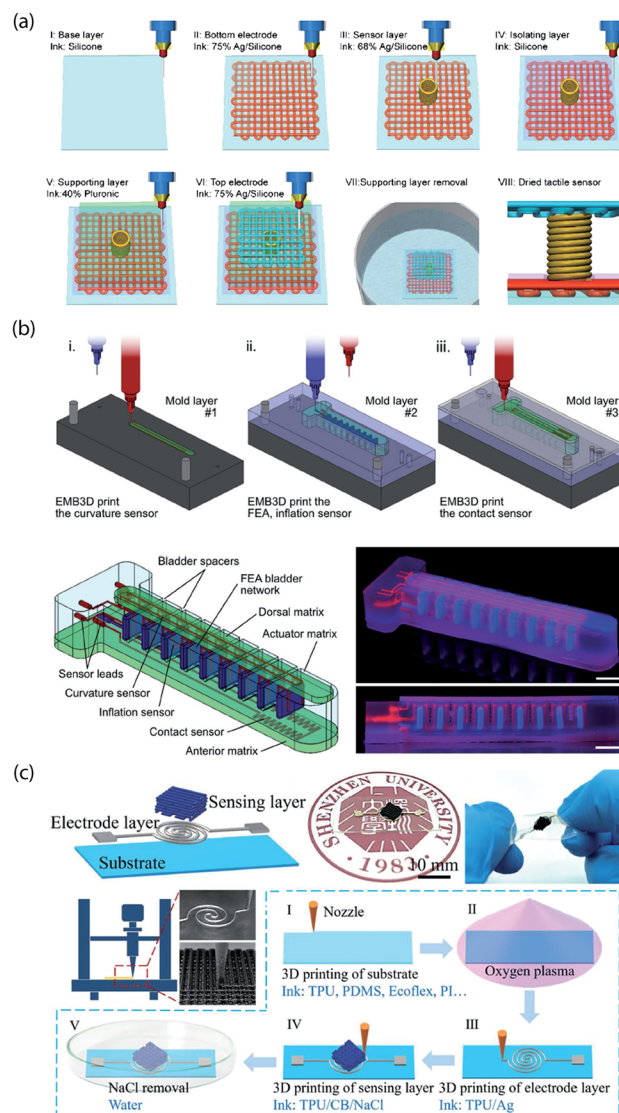 (a)
I: Base layer
Ink: Silicone
II: Bottom electrode
Ink: 75% Ag/Silicone
III: Sensor layer
Ink: 68% Ag/Silicone
IV: Isolating layer
Ink: Silicone
V: Supporting layer
Ink:40% Pluronic
VI: Top electrode
Ink: 75% Ag/Silicone
VII:Supporting layer removal
VIII: Dried tactile sensor
(b)
i.
Mold layer
#1
EMB3D print
the curvature sensor
ii.
Mold layer
#2
EMB3D print the
FEA, inflation sensor
iii.
Mold layer
#3
EMB3D print
the contact sensor
Bladder spacers
FEA bladder
network
Dorsal matrix
Actuator matrix
Sensor leads
Curvature sensor
Inflation sensor
Contact sensor
Anterior matrix
(c)
Sensing layer
Electrode layer
Substrate
SHENZHEN UNIVERSITY
1983
10 mm
I
Nozzle
3D printing of substrate
Ink: TPU, PDMS, Ecoflex, PI...
II
Oxygen plasma
V
NaCl removal
Water
IV
3D printing of sensing layer
Ink: TPU/CB/NaCl
III
3D printing of electrode layer
Ink: TPU/Ag